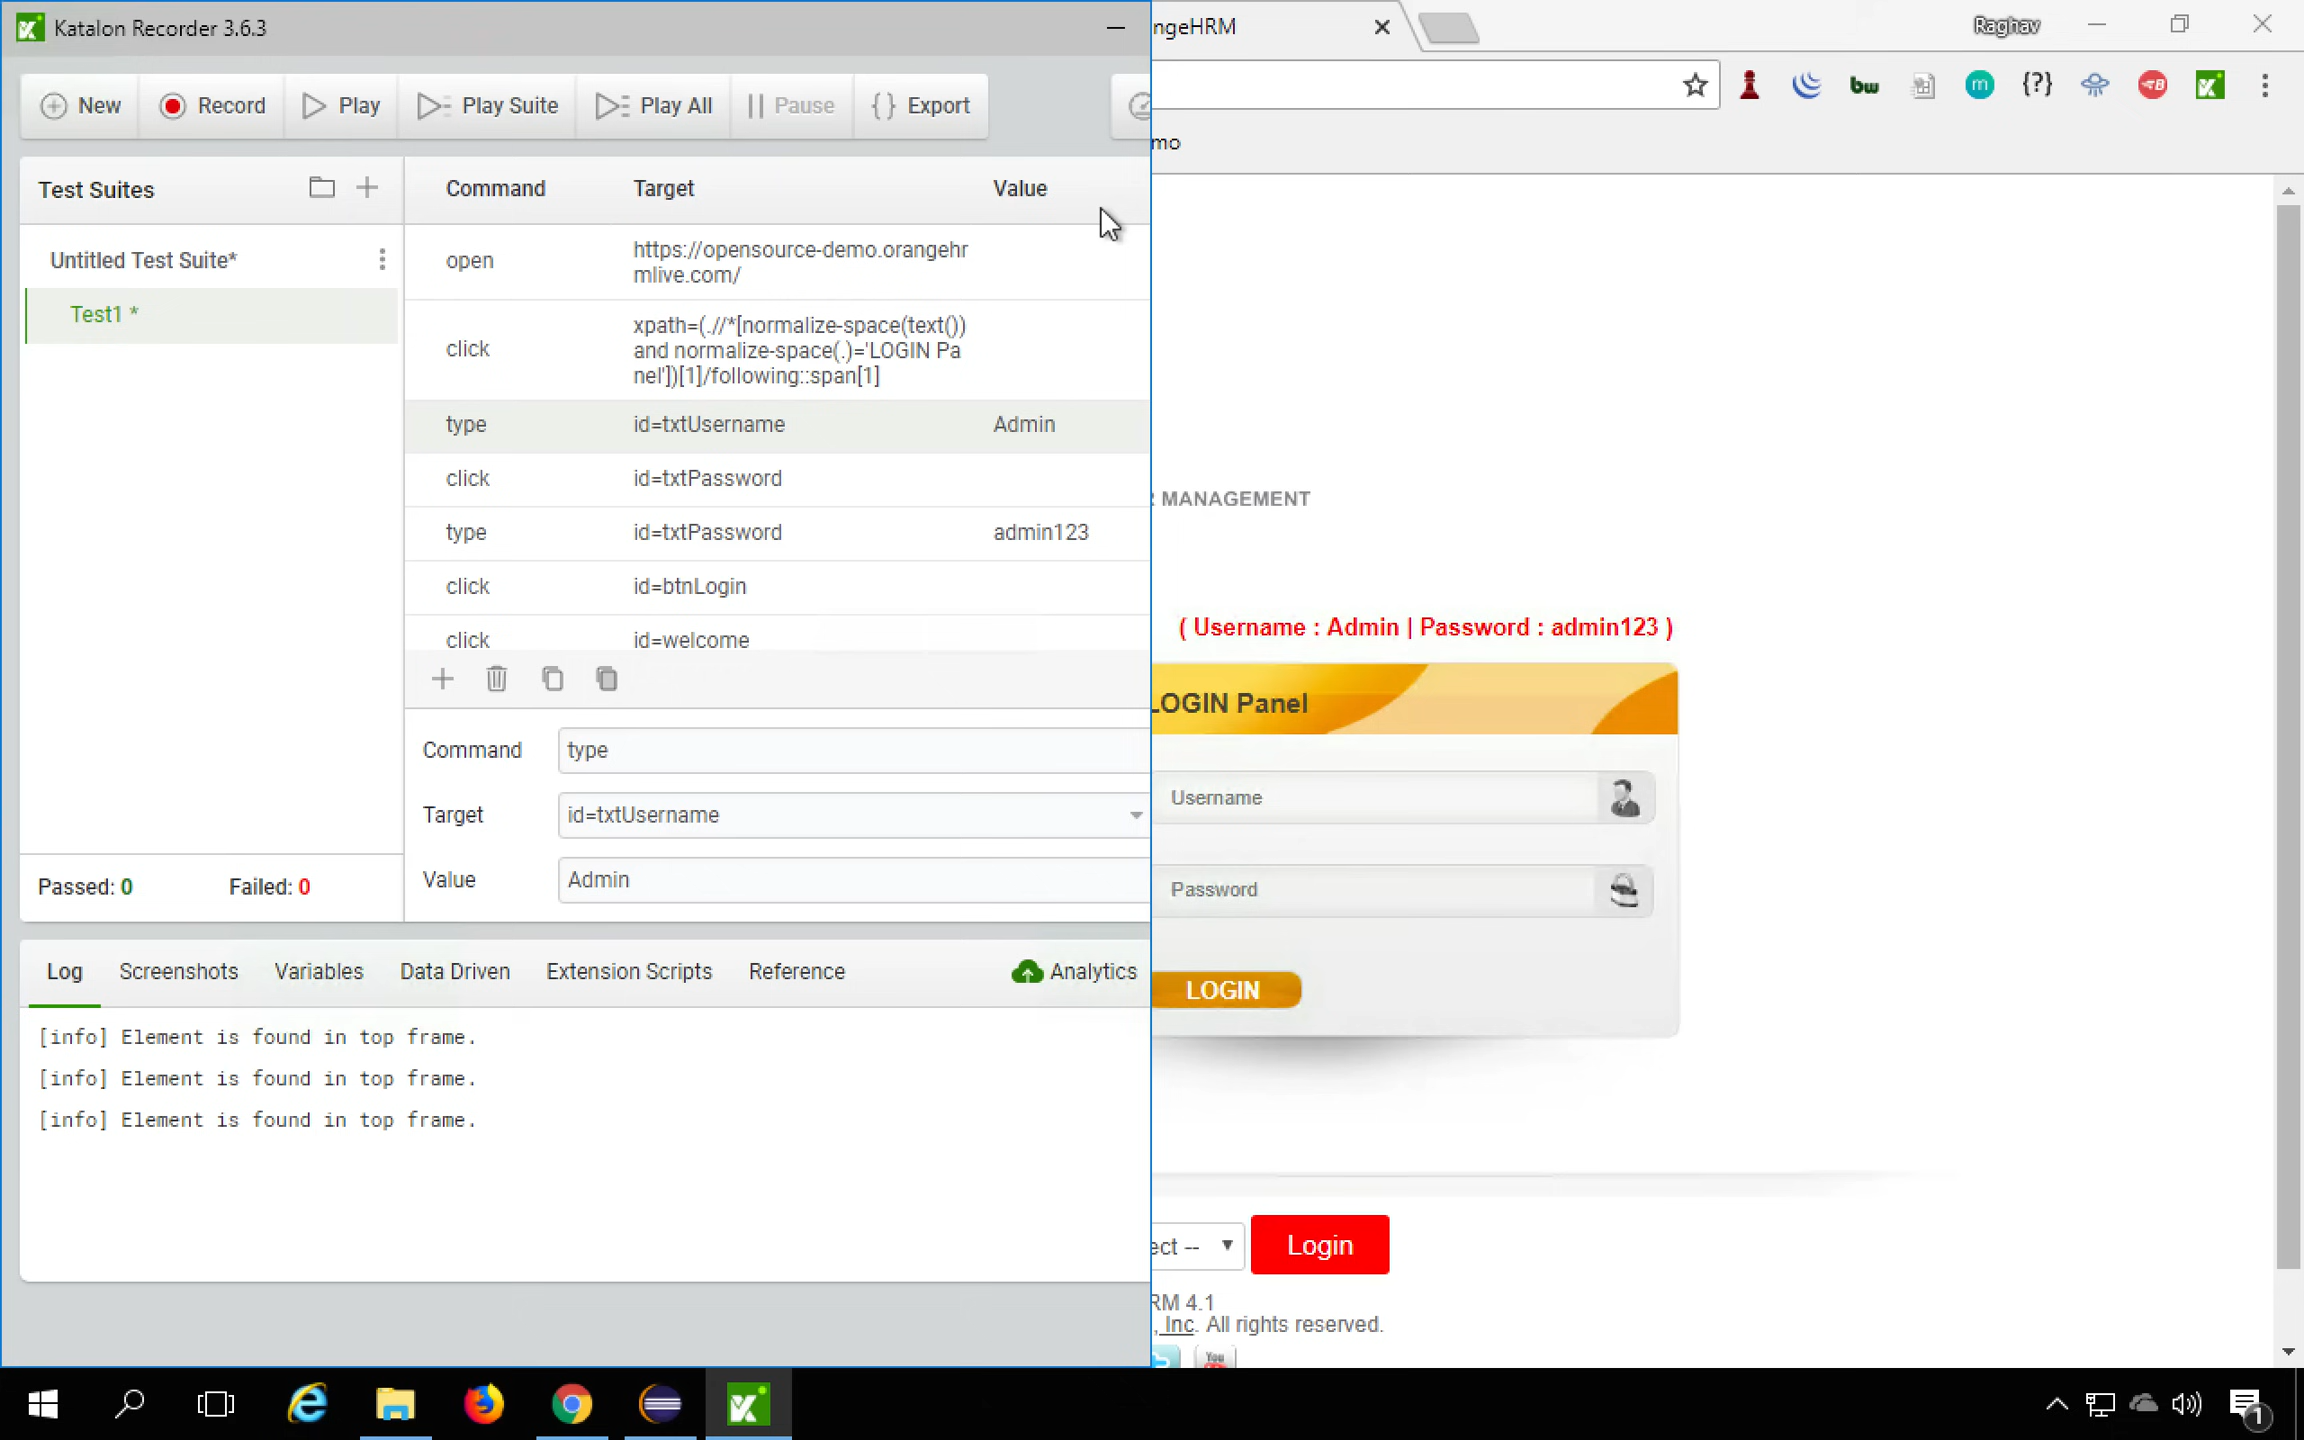 Katalon Recorder 3.6.3
New
Record
Play
Play Suite
Play All
Pause
Export
Test Suites
Untitled Test Suite*
Test1 *
Passed: 0
Failed: 0
Command Target Value
open https://opensource-demo.orangehr
mlive.com/
click xpath=(.//*[normalize-space(text())
and normalize-space(.)='LOGIN Pa
nel'])[1]/following::span[1]
type id=txtUsername Admin
click id=txtPassword
type id=txtPassword admin123
click id=btnLogin
click id=welcome
Command type
Target id=txtUsername
Value Admin
Log Screenshots Variables Data Driven Extension Scripts Reference Analytics
[info] Element is found in top frame.
[info] Element is found in top frame.
[info] Element is found in top frame.
ngeHRM
Raghav
bw
m
{?}
mo
R MANAGEMENT
( Username : Admin | Password : admin123 )
LOGIN Panel
Username
Password
LOGIN
ect --
Login
RM 4.1
, Inc. All rights reserved.
You
1